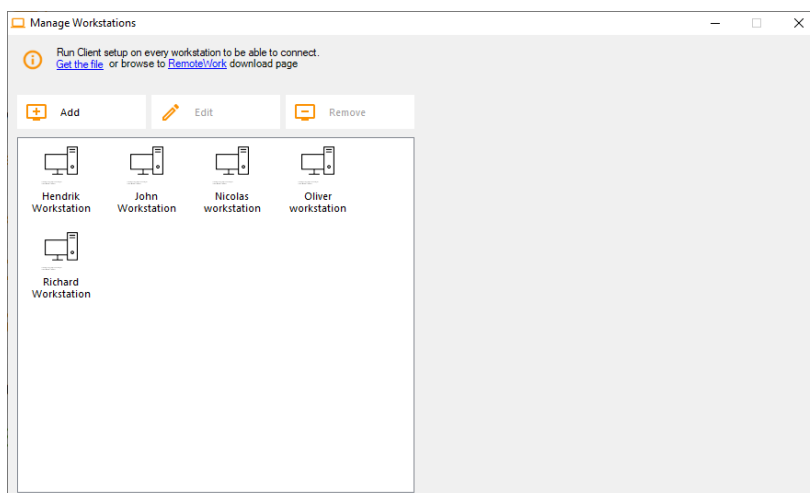 Manage Workstations
Run Client setup on every workstation to be able to connect.
Get the file or browse to RemoteWork download page
Add Edit Remove
Hendrik John Nicolas Oliver
Workstation Workstation workstation workstation
Richard
Workstation